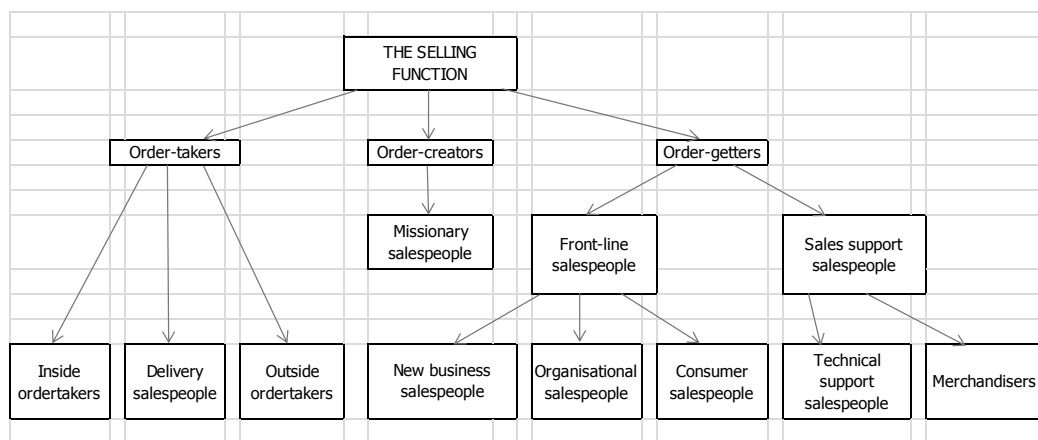 THE SELLING
FUNCTION
Order-takers
Order-creators
Order-getters
Missionary
salespeople
Front-line
salespeople
Sales support
salespeople
Inside
ordertakers
Delivery
salespeople
Outside
ordertakers
New business
salespeople
Organisational
salespeople
Consumer
salespeople
Technical
support
salespeople
Merchandisers